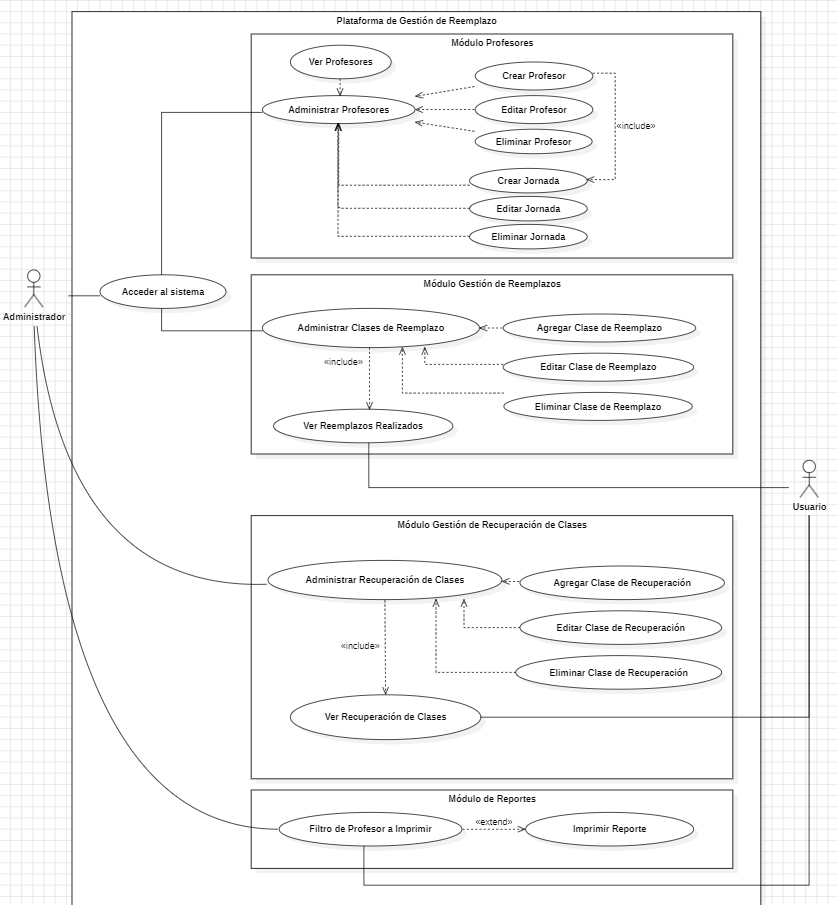 Plataforma de Gestión de Reemplazo
Módulo Profesores
Ver Profesores
Crear Profesor
Administrar Profesores
Editar Profesor
«include»
Eliminar Profesor
Crear Jornada
Editar Jornada
Eliminar Jornada
Administrador
Acceder al sistema
Módulo Gestión de Reemplazos
Administrar Clases de Reemplazo
Agregar Clase de Reemplazo
«include»
Editar Clase de Reemplazo
Eliminar Clase de Reemplazo
Ver Reemplazos Realizados
Usuario
Módulo Gestión de Recuperación de Clases
Administrar Recuperación de Clases
Agregar Clase de Recuperación
Editar Clase de Recuperación
«include»
Eliminar Clase de Recuperación
Ver Recuperación de Clases
Módulo de Reportes
Filtro de Profesor a Imprimir
«extend»
Imprimir Reporte